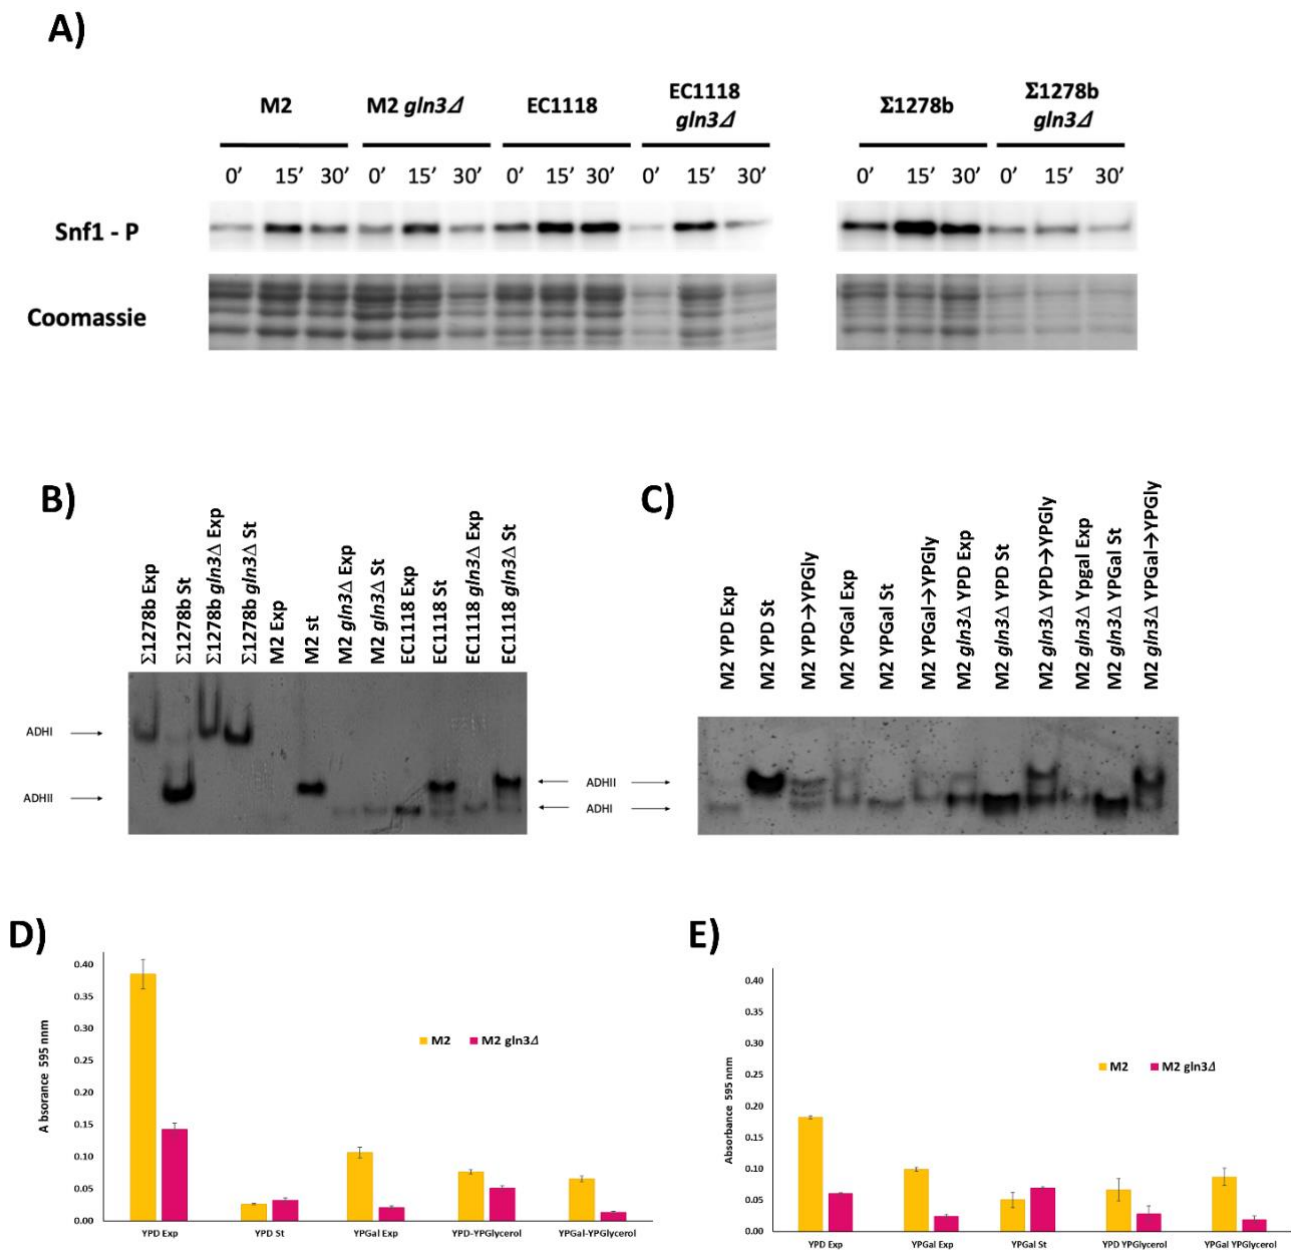 A)
M2
M2 gln3Δ
EC1118
EC1118
gln3Δ
Σ1278b
Σ1278b
gln3Δ
0’ 15’ 30’ 0’ 15’ 30’ 0’ 15’ 30’ 0’ 15’ 30’ 0’ 15’ 30’ 0’ 15’ 30’
Snf1 - P
Coomassie
B)
Σ1278b Exp
Σ1278b St
Σ1278b gln3Δ Exp
Σ1278b gln3Δ St
M2 Exp
M2 st
M2 gln3Δ Exp
M2 gln3Δ St
EC1118 Exp
EC1118 St
EC1118 gln3Δ Exp
EC1118 gln3Δ St
ADHI
ADHII
ADHII
ADHI
C)
M2 YPD Exp
M2 YPD St
M2 YPD→YPGly
M2 YPGal Exp
M2 YPGal St
M2 YPGal→YPGly
M2 gln3Δ YPD Exp
M2 gln3Δ YPD St
M2 gln3Δ YPD→YPGly
M2 gln3Δ Ypgal Exp
M2 gln3Δ YPGal St
M2 gln3Δ YPGal→YPGly
D)
A bsorance 595 nnm
0.40
0.35
0.30
0.25
0.20
0.15
0.10
0.05
0.00
M2 M2 gln3Δ
YPD Exp YPD St YPGal Exp YPD-YPGlycerol YPGal-YPGlycerol
E)
Absorbance 595 nnm
0.40
0.35
0.30
0.25
0.20
0.15
0.10
0.05
0.00
M2 M2 gln3Δ
YPD Exp YPGal Exp YPGal St YPD YPGlycerol YPGal YPGlycerol